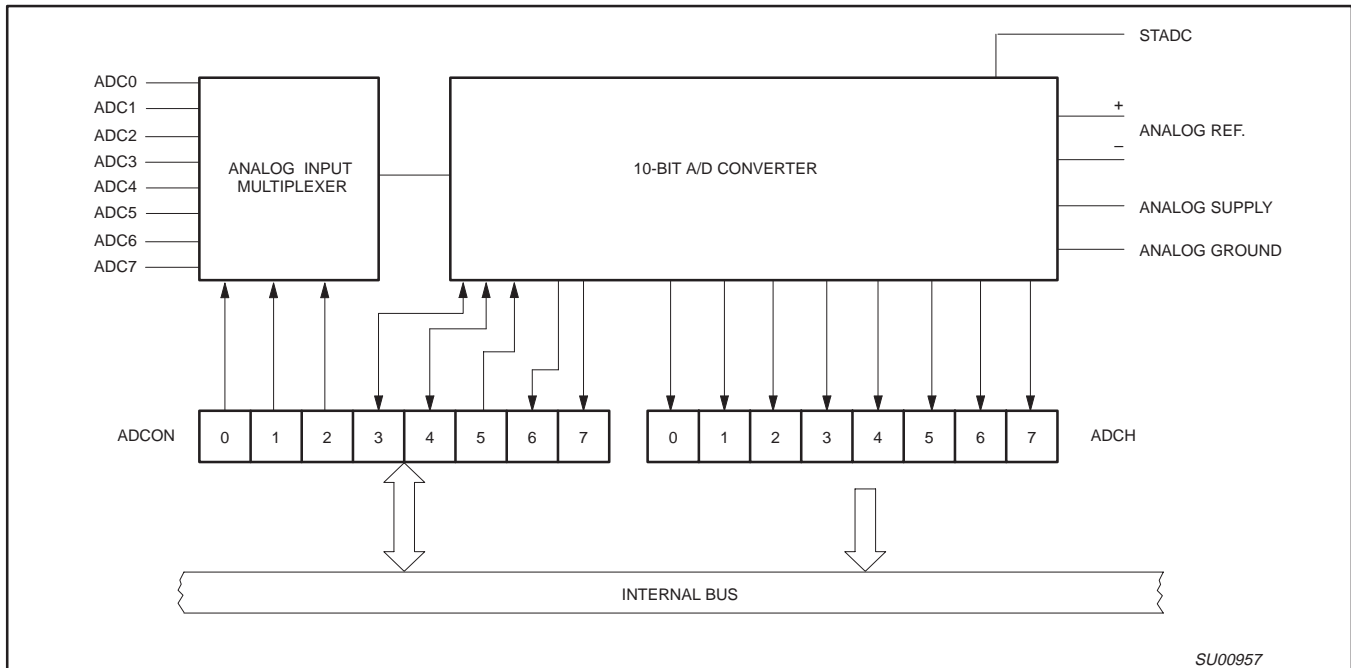 STADC
ADC0
ADC1
ADC2
ADC3
ADC4
ADC5
ADC6
ADC7
ANALOG INPUT
MULTIPLEXER
10-BIT A/D CONVERTER
+
ANALOG REF.
–
ANALOG SUPPLY
ANALOG GROUND
ADCON 0 1 2 3 4 5 6 7
0 1 2 3 4 5 6 7 ADCH
INTERNAL BUS
SU00957